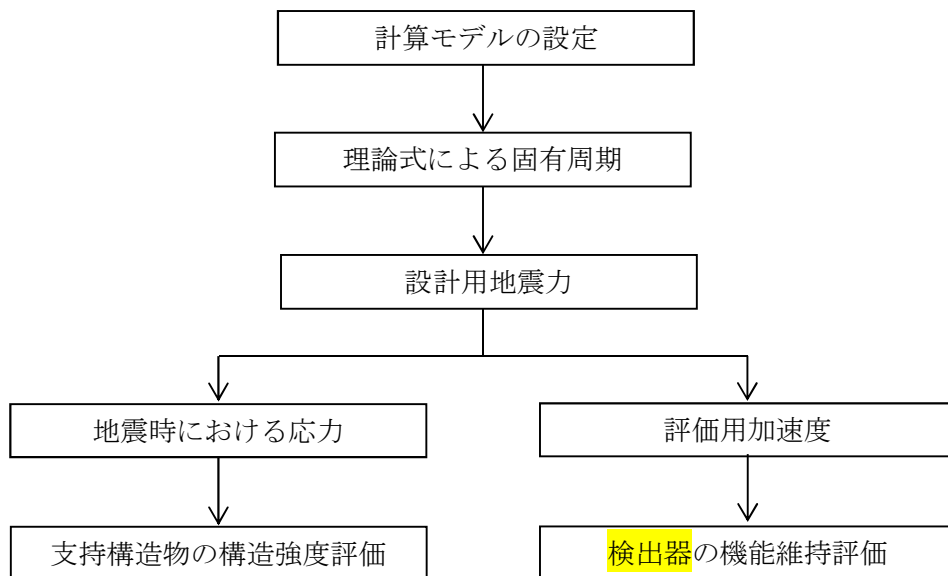 計算モデルの設定
理論式による固有周期
設計用地震力
地震時における応力
評価用加速度
支持構造物の構造強度評価
検出器の機能維持評価